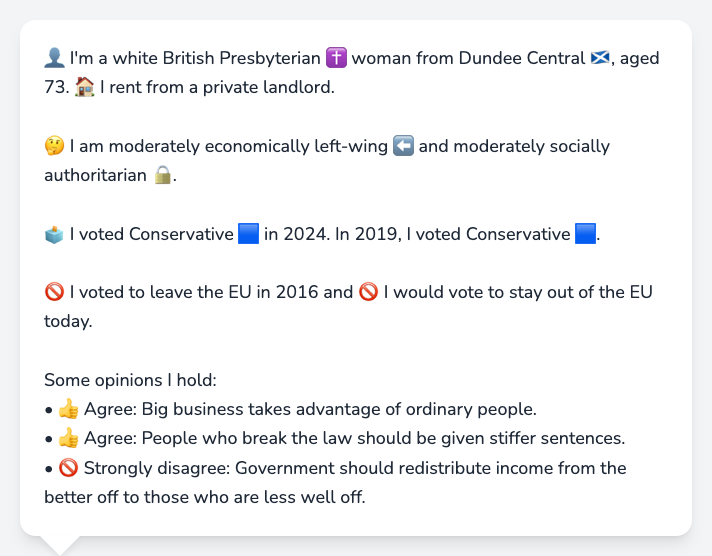 👤 I'm a white British Presbyterian ✝️ woman from Dundee Central 🏴󠁧󠁢󠁳󠁣󠁴󠁿, aged
73. 🏠 I rent from a private landlord.
🤔 I am moderately economically left-wing ⬅️ and moderately socially
authoritarian 🔒.
🗳️ I voted Conservative 🟦 in 2024. In 2019, I voted Conservative 🟦.
🚫 I voted to leave the EU in 2016 and 🚫 I would vote to stay out of the EU
today.
Some opinions I hold:
• 👍 Agree: Big business takes advantage of ordinary people.
• 👍 Agree: People who break the law should be given stiffer sentences.
• 🚫 Strongly disagree: Government should redistribute income from the
better off to those who are less well off.